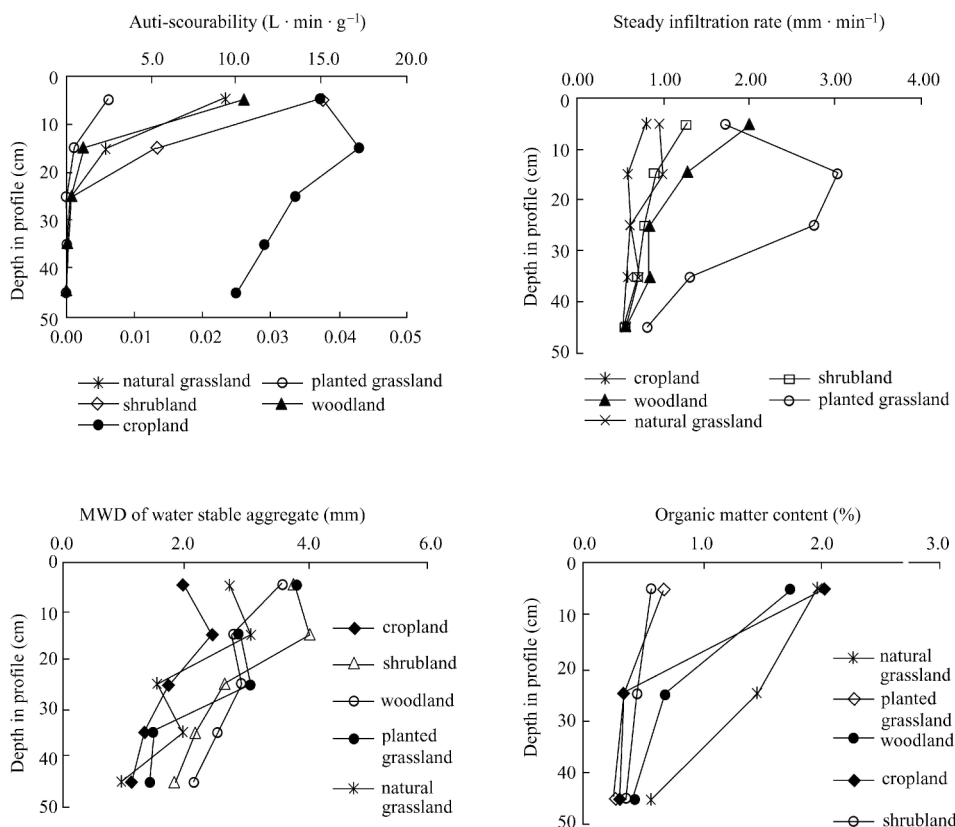 Auti-scourability (L · min · g⁻¹)
0 5.0 10.0 15.0 20.0
0
10
20
30
40
50
Depth in profile (cm)
0.00 0.01 0.02 0.03 0.04 0.05
natural grassland planted grassland
shrubland woodland
cropland
Steady infiltration rate (mm · min⁻¹)
0.00 1.00 2.00 3.00 4.00
0
10
20
30
40
50
Depth in profile (cm)
cropland shrubland
woodland planted grassland
natural grassland
MWD of water stable aggregate (mm)
0.0 2.0 4.0 6.0
0
10
20
30
40
50
Depth in profile (cm)
cropland
shrubland
woodland
planted
grassland
natural
grassland
Organic matter content (%)
0.0 1.0 2.0 3.0
0
10
20
30
40
50
Depth in profile (cm)
natural
grassland
planted
grassland
woodland
cropland
shrubland